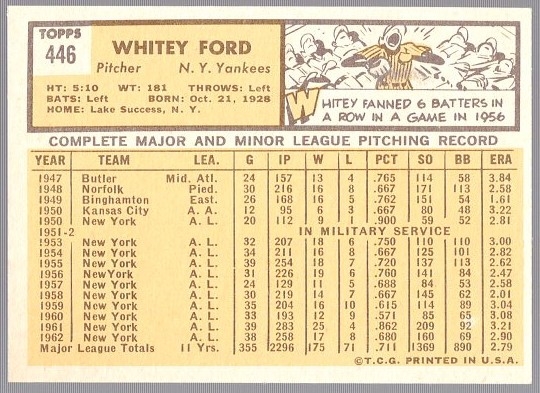 TOPPS
446
WHITEY FORD
Pitcher N. Y. Yankees
HT: 5:10 WT: 181 THROWS: Left
BATS: Left BORN: Oct. 21, 1928
HOME: Lake Success, N. Y.
WHITEY FANNED 6 BATTERS IN
A ROW IN A GAME IN 1956
COMPLETE MAJOR AND MINOR LEAGUE PITCHING RECORD
YEAR TEAM LEA. G IP W L PCT SO BB ERA
1947 Butler Mid. Atl. 24 157 13 4 .765 114 58 3.84
1948 Norfolk Pied. 30 216 16 8 .667 171 113 2.58
1949 Binghamton East. 26 168 16 5 .762 151 54 1.61
1950 Kansas City A. A. 12 95 6 3 .667 80 48 3.22
1950 New York A. L. 20 112 9 1 .900 59 52 2.81
1951-2 IN MILITARY SERVICE
1953 New York A. L. 32 207 18 6 .750 110 110 3.00
1954 New York A. L. 34 211 16 8 .667 125 101 2.82
1955 New York A. L. 39 254 18 7 .720 137 113 2.62
1956 NewYork A. L. 31 226 19 6 .760 141 84 2.47
1957 New York A. L. 24 129 11 5 .688 84 53 2.58
1958 New York A. L. 30 219 14 7 .667 145 62 2.01
1959 New York A. L. 35 204 16 10 .615 114 89 3.04
1960 New York A. L. 33 193 12 9 .571 85 65 3.08
1961 New York A. L. 39 283 25 4 .862 209 92 3.21
1962 New York A. L. 38 258 17 8 .680 160 69 2.90
Major League Totals 11 Yrs. 355 2296 175 71 .711 1369 890 2.79
©T.C.G. PRINTED IN U.S.A.